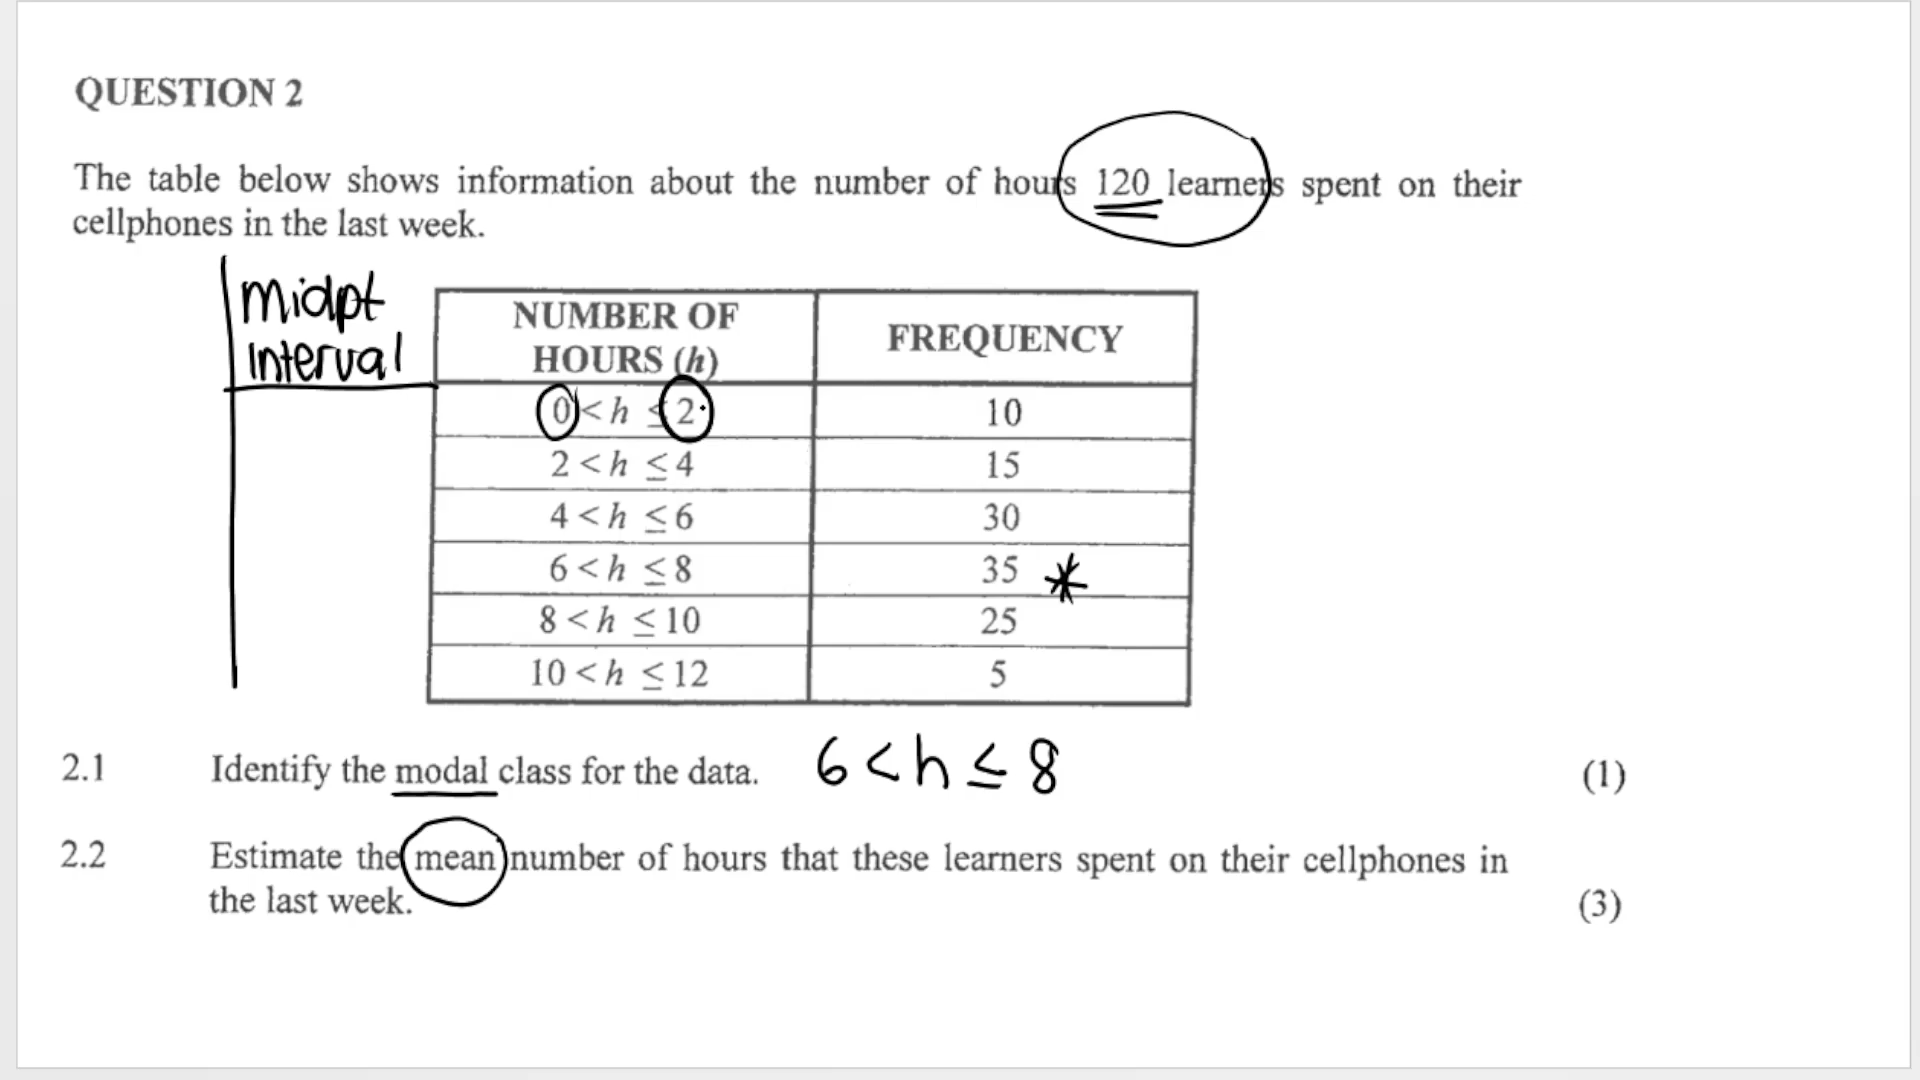 QUESTION 2
The table below shows information about the number of hours 120 learners spent on their
cellphones in the last week.
midpt
Interval
NUMBER OF
HOURS (h)
FREQUENCY
0 < h ≤ 2
10
2 < h ≤ 4
15
4 < h ≤ 6
30
6 < h ≤ 8
35 *
8 < h ≤ 10
25
10 < h ≤ 12
5
2.1 Identify the modal class for the data. 6 < h ≤ 8 (1)
2.2 Estimate the mean number of hours that these learners spent on their cellphones in
the last week. (3)